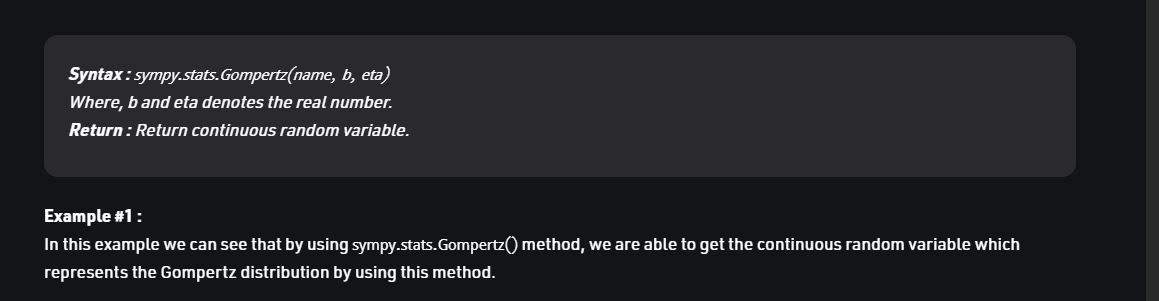 Syntax : sympy.stats.Gompertz(name, b, eta)
Where, b and eta denotes the real number.
Return : Return continuous random variable.
Example #1 :
In this example we can see that by using sympy.stats.Gompertz() method, we are able to get the continuous random variable which
represents the Gompertz distribution by using this method.